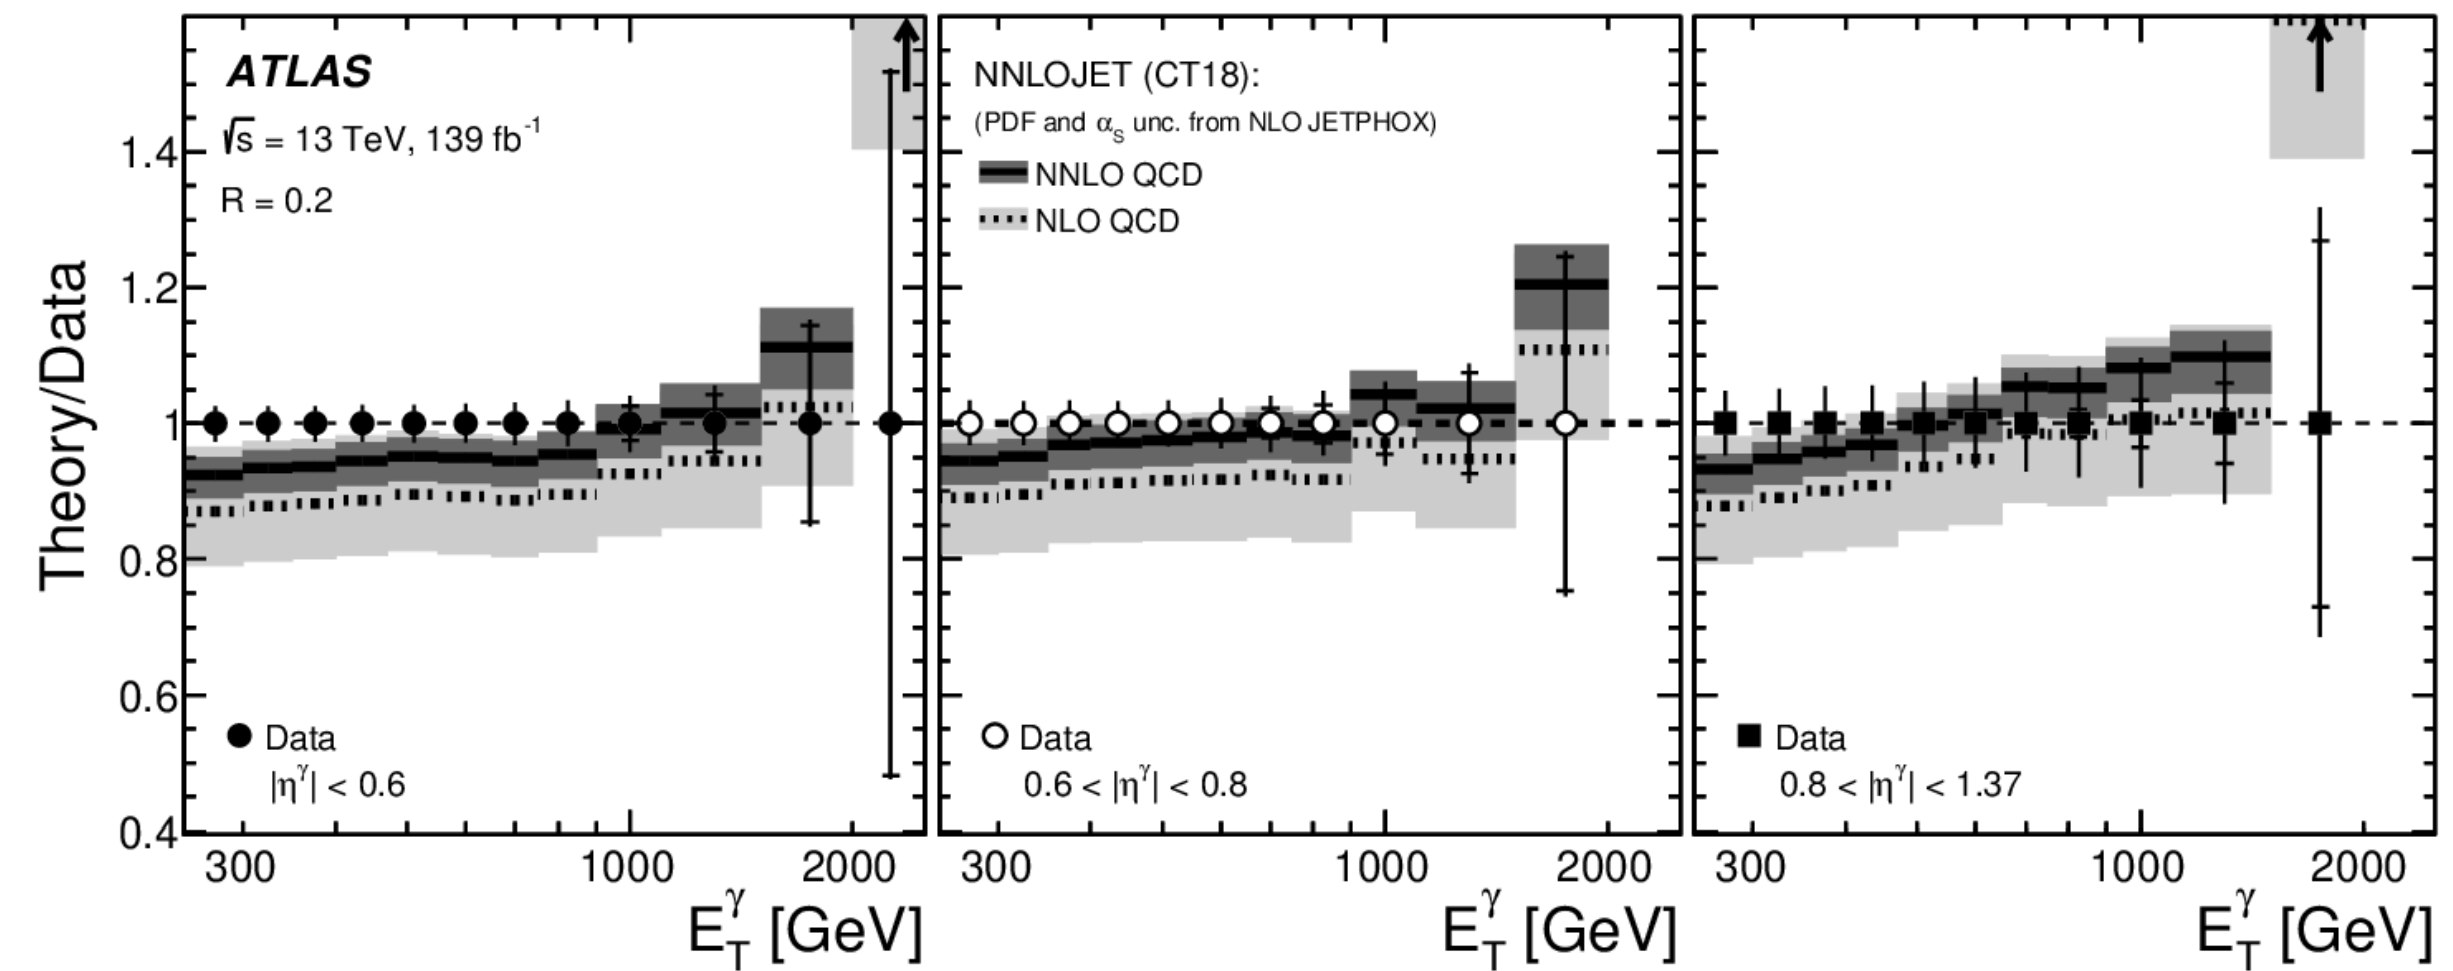 ATLAS
√s = 13 TeV, 139 fb⁻¹
R = 0.2
NNLOJET (CT18):
(PDF and αS unc. from NLO JETPHOX)
NNLO QCD
NLO QCD
Theory/Data
1.4
1.2
1
0.8
0.6
0.4
Data
|ηᵞ| < 0.6
Data
0.6 < |ηᵞ| < 0.8
Data
0.8 < |ηᵞ| < 1.37
300 1000 2000
300 1000 2000
300 1000 2000
E_T^γ [GeV]
E_T^γ [GeV]
E_T^γ [GeV]